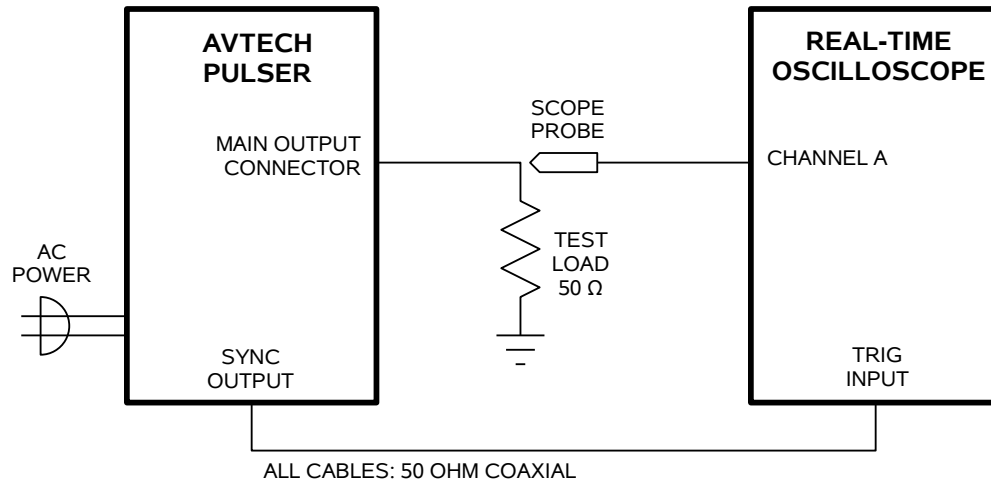 AVTECH
PULSER
REAL-TIME
OSCILLOSCOPE
SCOPE
PROBE
MAIN OUTPUT
CONNECTOR
CHANNEL A
TEST
LOAD
50 Ω
AC
POWER
SYNC
OUTPUT
TRIG
INPUT
ALL CABLES: 50 OHM COAXIAL